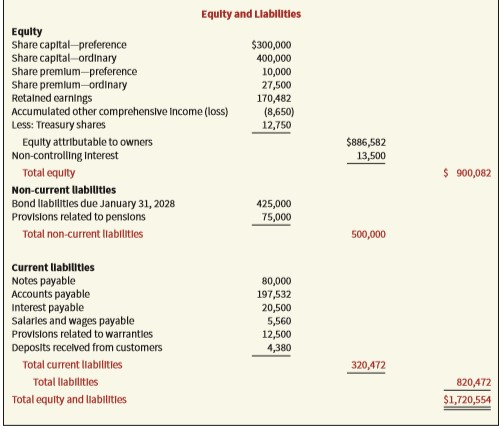 Equity and Liabilities
Equity
Share capital—preference $300,000
Share capital—ordinary 400,000
Share premium—preference 10,000
Share premium—ordinary 27,500
Retained earnings 170,482
Accumulated other comprehensive income (loss) (8,650)
Less: Treasury shares 12,750
Equity attributable to owners $886,582
Non-controlling interest 13,500
Total equity $ 900,082
Non-current liabilities
Bond liabilities due January 31, 2028 425,000
Provisions related to pensions 75,000
Total non-current liabilities 500,000
Current liabilities
Notes payable 80,000
Accounts payable 197,532
Interest payable 20,500
Salaries and wages payable 5,560
Provisions related to warranties 12,500
Deposits received from customers 4,380
Total current liabilities 320,472
Total liabilities 820,472
Total equity and liabilities $1,720,554